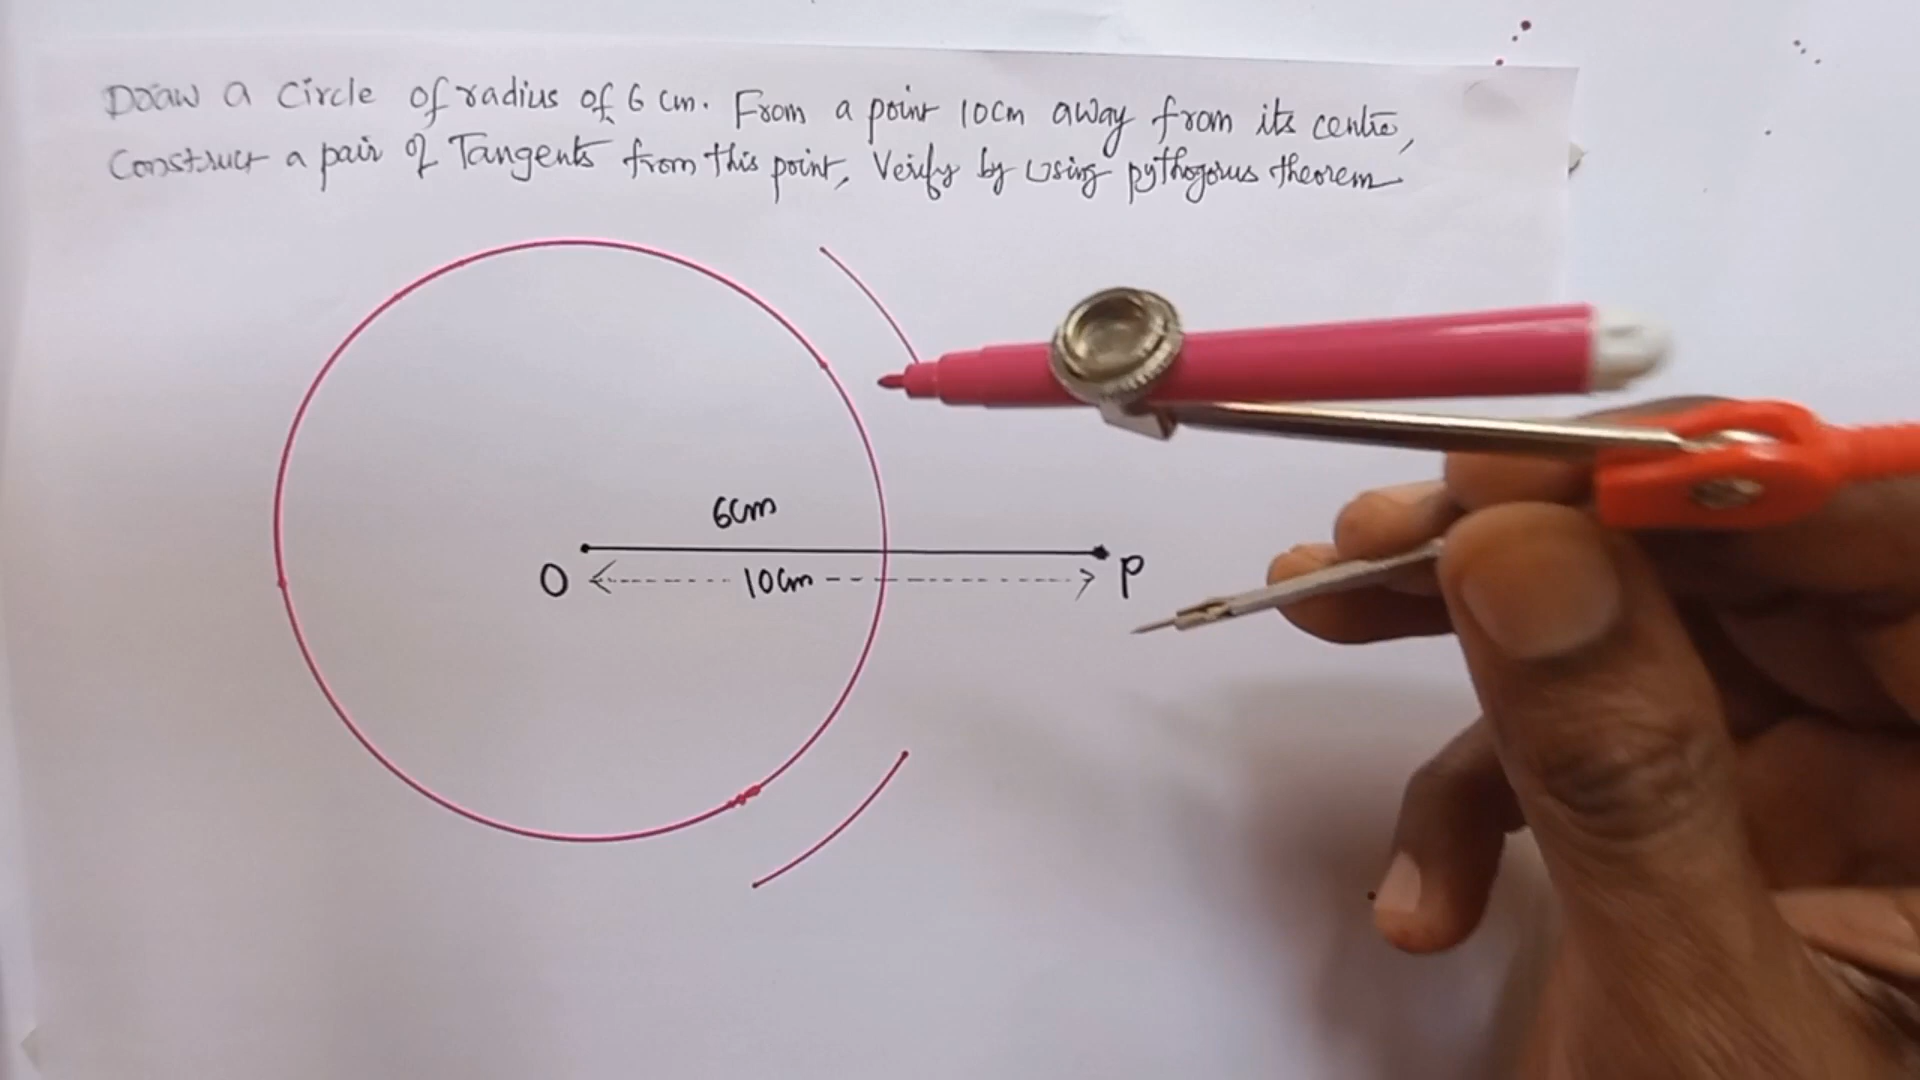 Draw a circle of radius of 6 cm. From a point 10cm away from its centre,
Construct a pair of Tangents from this point, Verify by Using pythogorus theorem
6cm
O 10cm P